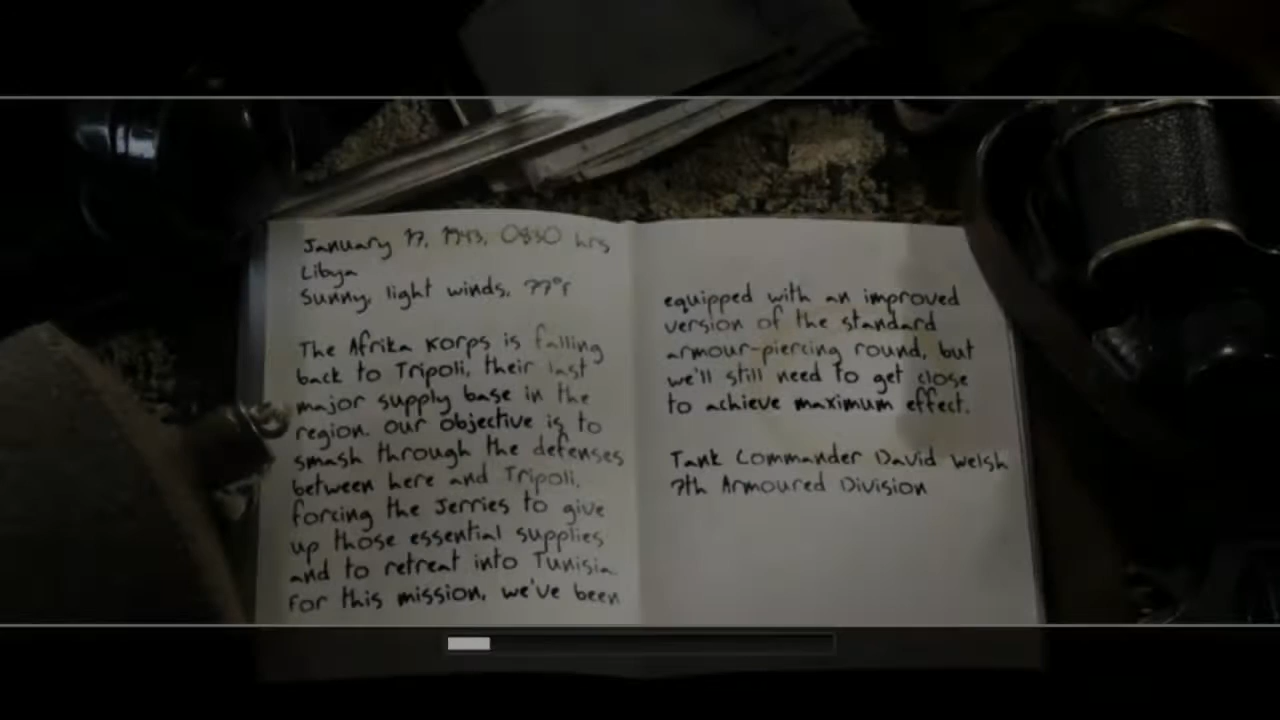 January 17, 1943, 0830 hrs
Libya
Sunny, light winds, 77°F
The Afrika Korps is falling
back to Tripoli, their last
major supply base in the
region. Our objective is to
smash through the defenses
between here and Tripoli,
forcing the Jerries to give
up those essential supplies
and to retreat into Tunisia.
For this mission, we've been
equipped with an improved
version of the standard
armour-piercing round, but
we'll still need to get close
to achieve maximum effect.
Tank Commander David Welsh
7th Armoured Division